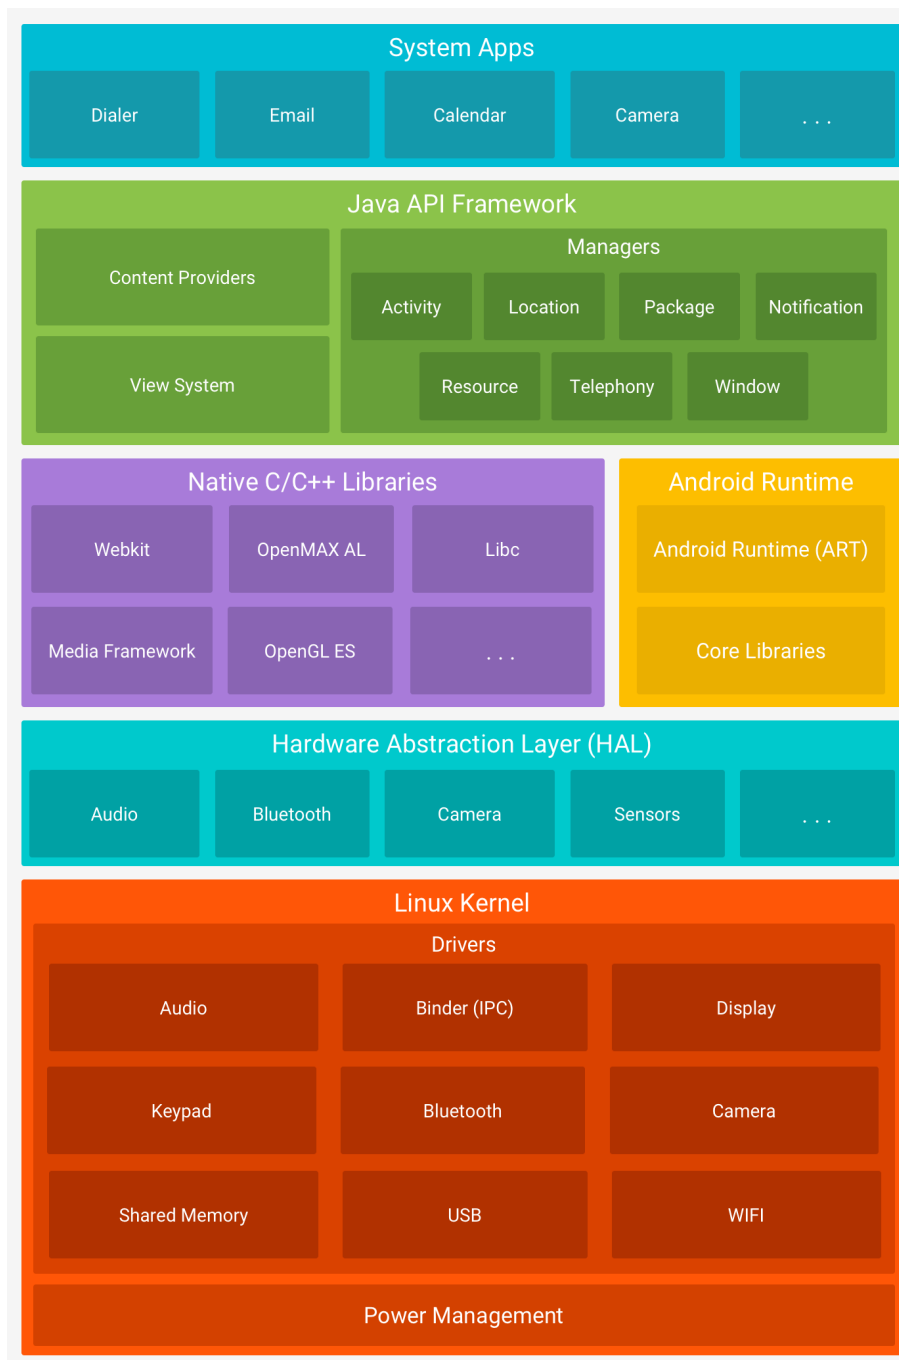 System Apps
Dialer
Email
Calendar
Camera
. . .
Java API Framework
Content Providers
View System
Managers
Activity
Location
Package
Notification
Resource
Telephony
Window
Native C/C++ Libraries
Webkit
OpenMAX AL
Libc
Media Framework
OpenGL ES
. . .
Android Runtime
Android Runtime (ART)
Core Libraries
Hardware Abstraction Layer (HAL)
Audio
Bluetooth
Camera
Sensors
. . .
Linux Kernel
Drivers
Audio
Binder (IPC)
Display
Keypad
Bluetooth
Camera
Shared Memory
USB
WIFI
Power Management